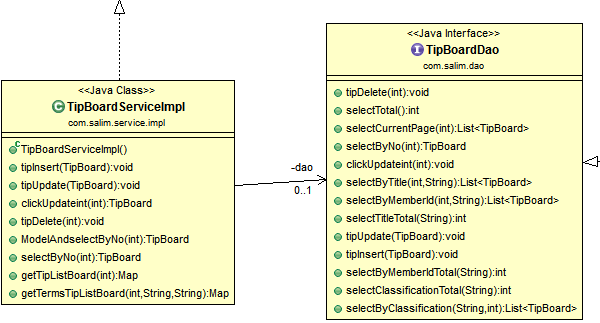 <<Java Class>>
TipBoardServiceImpl
com.salim.service.impl
TipBoardServiceImpl()
tipInsert(TipBoard):void
tipUpdate(TipBoard):void
clickUpdateint(int):TipBoard
tipDelete(int):void
ModelAndselectByNo(int):TipBoard
selectByNo(int):TipBoard
getTipListBoard(int):Map
getTermsTipListBoard(int,String,String):Map
-dao
0..1
<<Java Interface>>
TipBoardDao
com.salim.dao
tipDelete(int):void
selectTotal():int
selectCurrentPage(int):List<TipBoard>
selectByNo(int):TipBoard
clickUpdateint(int):void
selectByTitle(int,String):List<TipBoard>
selectByMemberId(int,String):List<TipBoard>
selectTitleTotal(String):int
tipUpdate(TipBoard):void
tipInsert(TipBoard):void
selectByMemberIdTotal(String):int
selectClassificationTotal(String):int
selectByClassification(String,int):List<TipBoard>